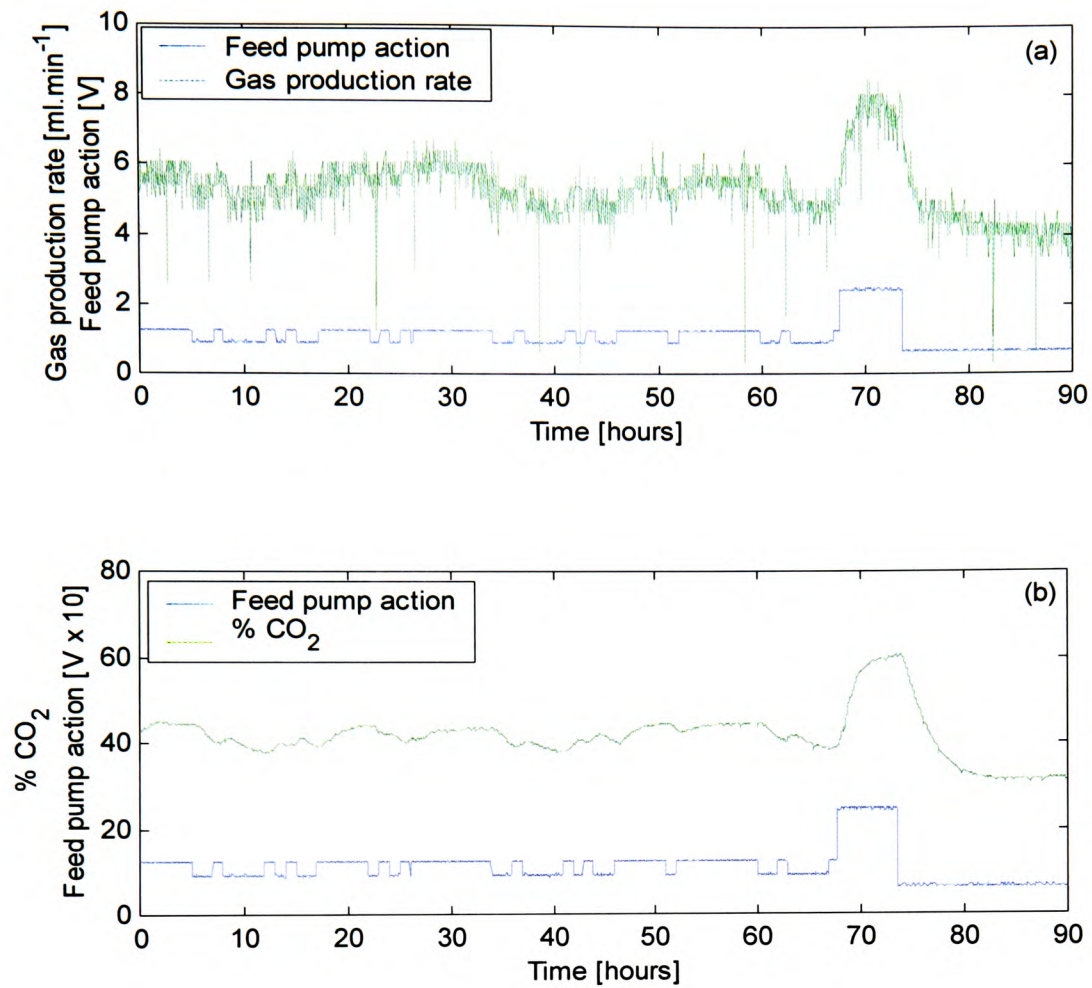 (a)
Feed pump action
Gas production rate
Gas production rate [ml.min⁻¹]
Feed pump action [V]
10
8
6
4
2
0
0 10 20 30 40 50 60 70 80 90
Time [hours]
(b)
Feed pump action
% CO₂
% CO₂
Feed pump action [V x 10]
80
60
40
20
0
0 10 20 30 40 50 60 70 80 90
Time [hours]